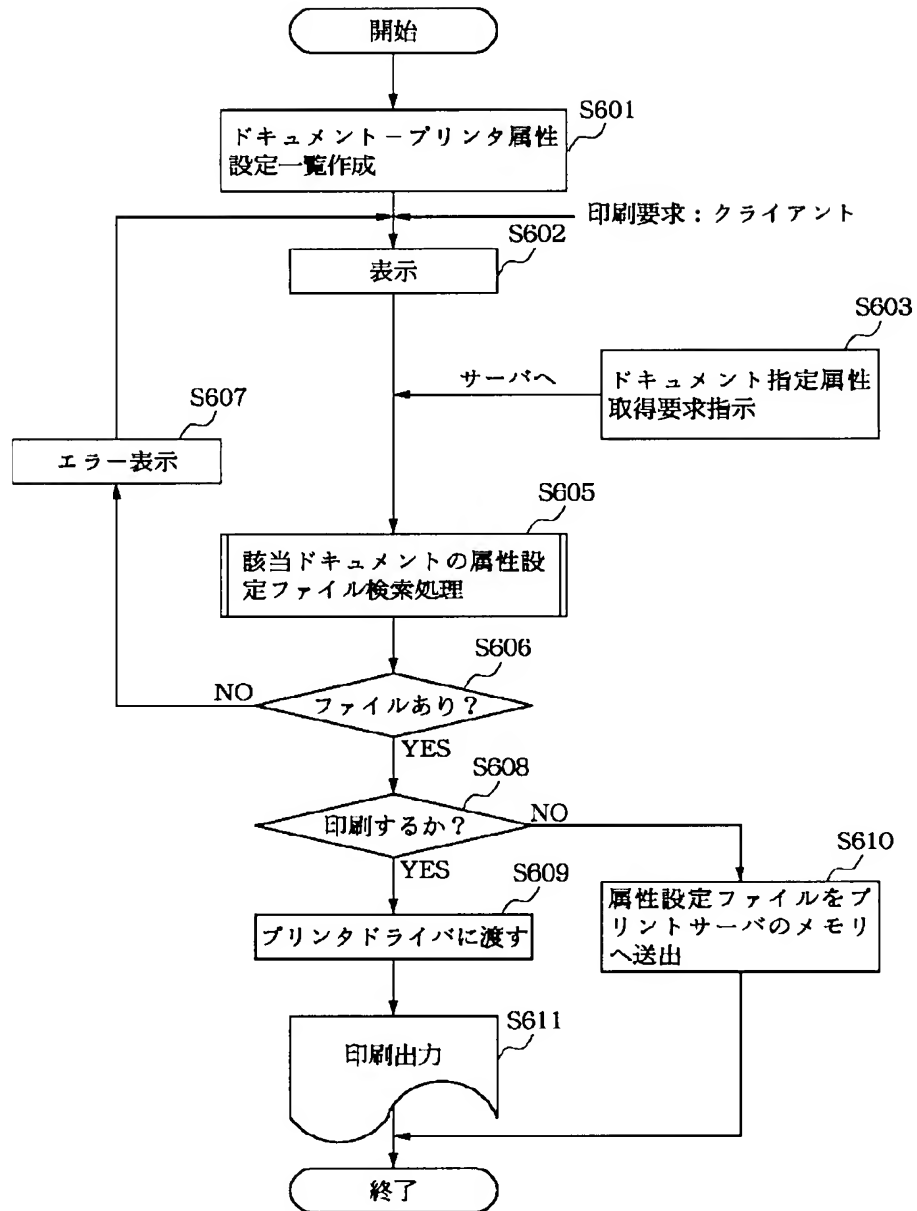 開始
S601
ドキュメントープリンタ属性
設定一覧作成
印刷要求：クライアント
S602
表示
S603
サーバへ
ドキュメント指定属性
取得要求指示
S607
エラー表示
S605
該当ドキュメントの属性設
定ファイル検索処理
S606
NO
ファイルあり？
YES
S608
印刷するか？
NO
YES
S610
S609
属性設定ファイルをプ
リントサーバのメモリ
へ送出
プリンタドライバに渡す
S611
印刷出力
終了